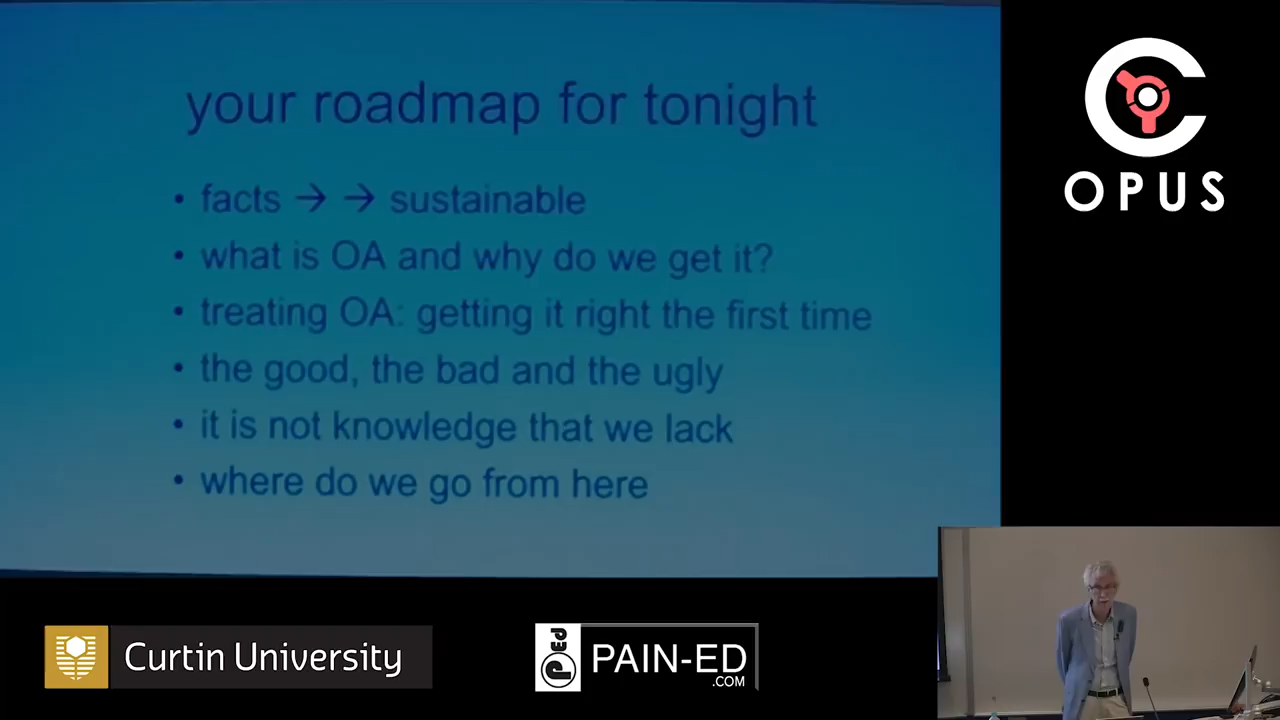 your roadmap for tonight
• facts → → sustainable
• what is OA and why do we get it?
• treating OA: getting it right the first time
• the good, the bad and the ugly
• it is not knowledge that we lack
• where do we go from here
OPUS
Curtin University
PED
PAIN-ED
.COM